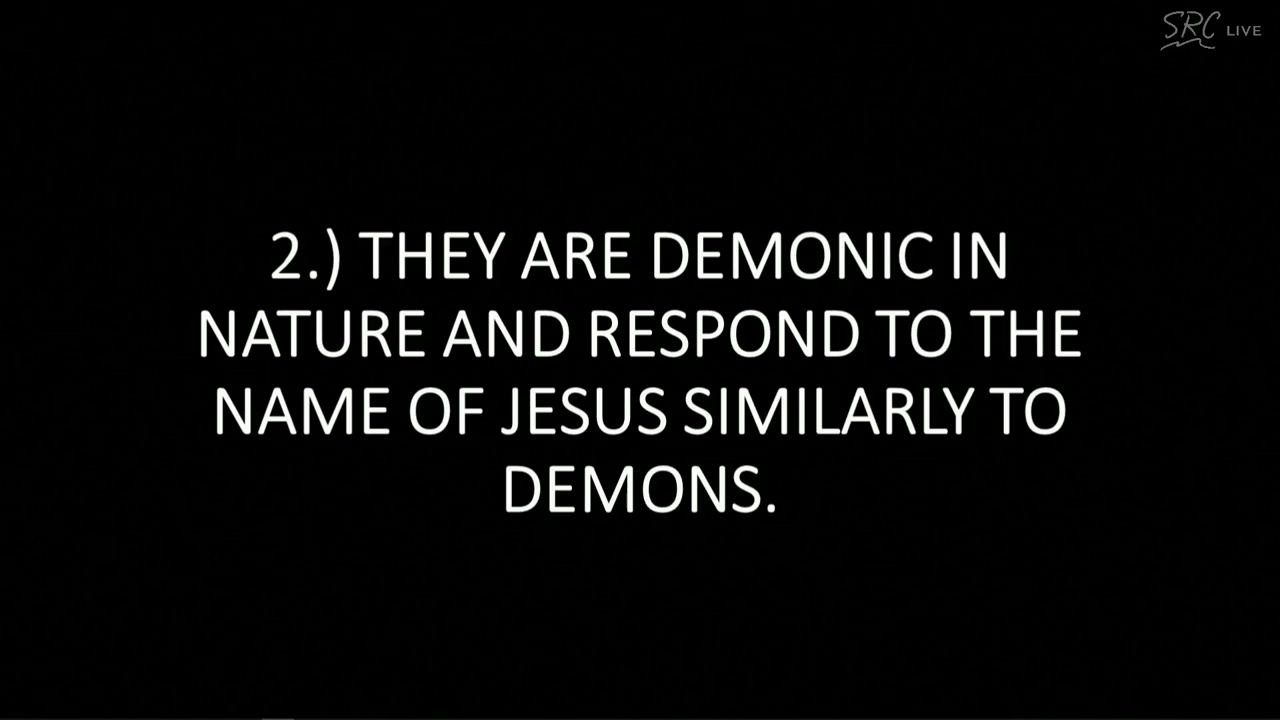 SRC LIVE
2.) THEY ARE DEMONIC IN
NATURE AND RESPOND TO THE
NAME OF JESUS SIMILARLY TO
DEMONS.